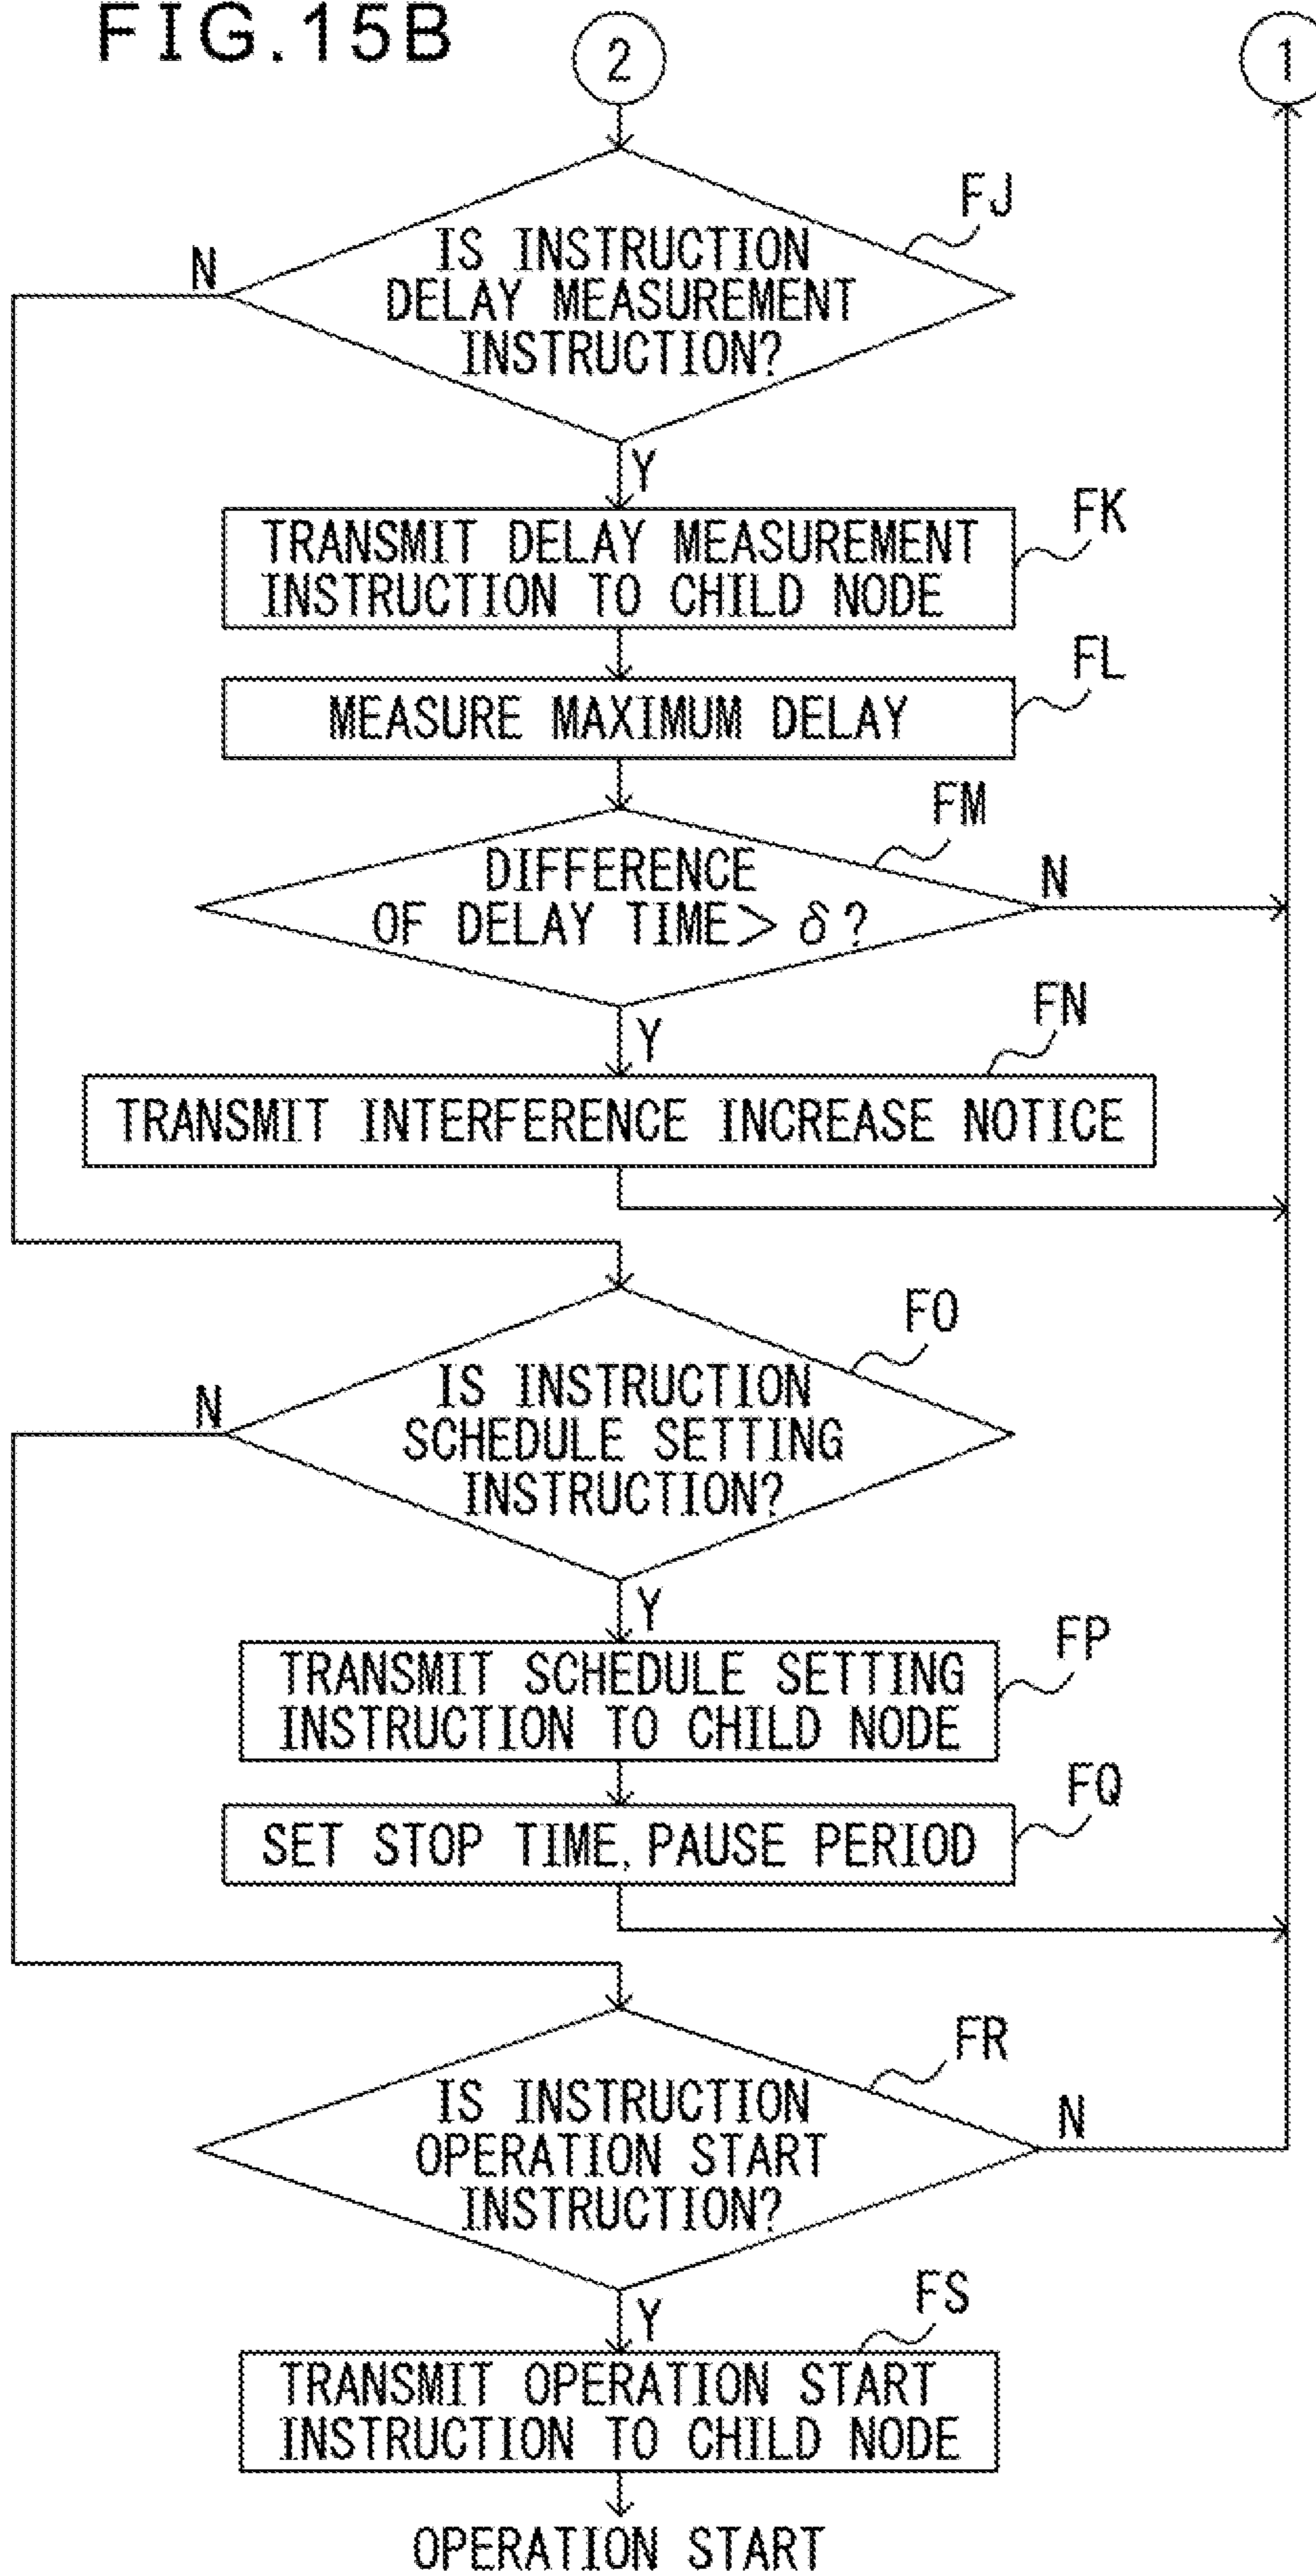 FIG.15B
2
1
FJ
IS INSTRUCTION
DELAY MEASUREMENT
INSTRUCTION?
N
Y
FK
TRANSMIT DELAY MEASUREMENT
INSTRUCTION TO CHILD NODE
FL
MEASURE MAXIMUM DELAY
FM
DIFFERENCE
OF DELAY TIME> δ?
N
Y
FN
TRANSMIT INTERFERENCE INCREASE NOTICE
FO
IS INSTRUCTION
SCHEDULE SETTING
INSTRUCTION?
N
Y
FP
TRANSMIT SCHEDULE SETTING
INSTRUCTION TO CHILD NODE
FQ
SET STOP TIME, PAUSE PERIOD
FR
IS INSTRUCTION
OPERATION START
INSTRUCTION?
N
Y
FS
TRANSMIT OPERATION START
INSTRUCTION TO CHILD NODE
OPERATION START